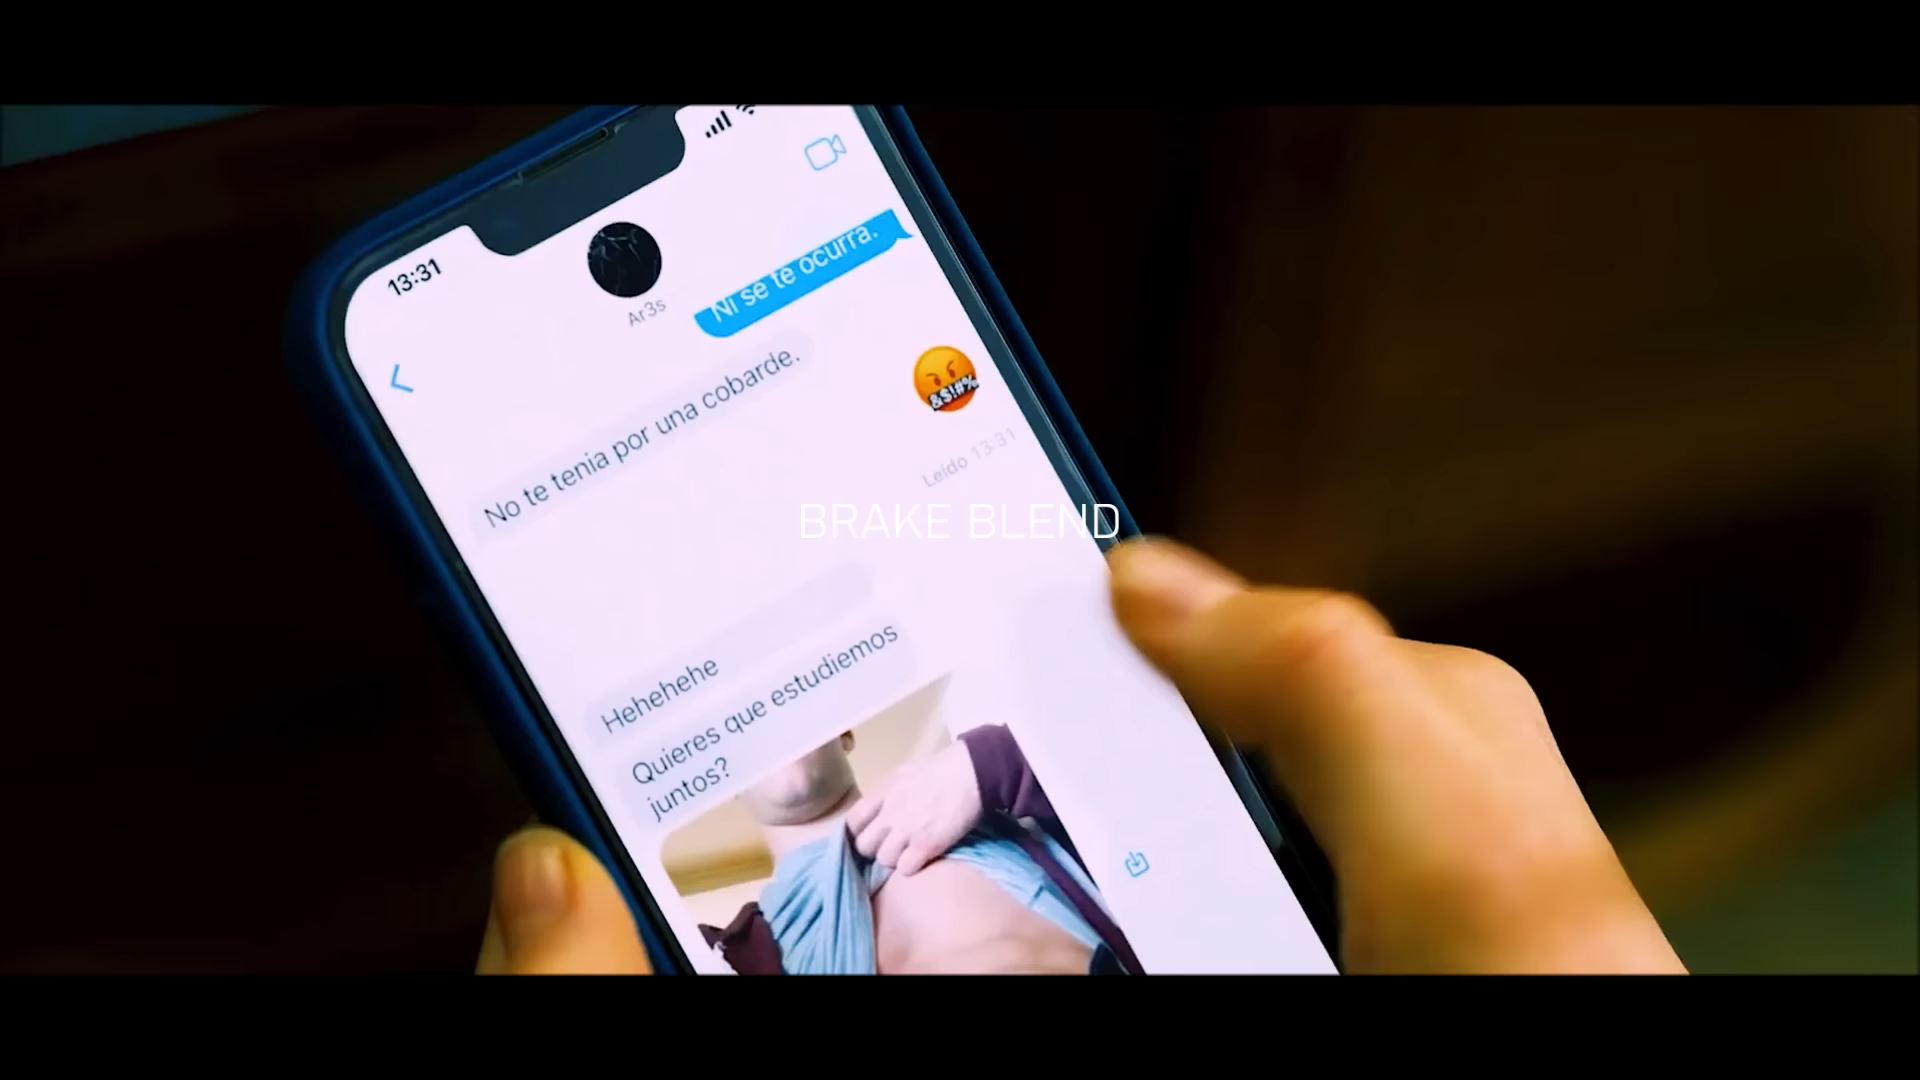 13:31
Ar3s
Ni se te ocurra.
No te tenia por una cobarde.
&$!#%
Leído 13:31
BRAKE BLEND
Hehehehe
Quieres que estudiemos
juntos?